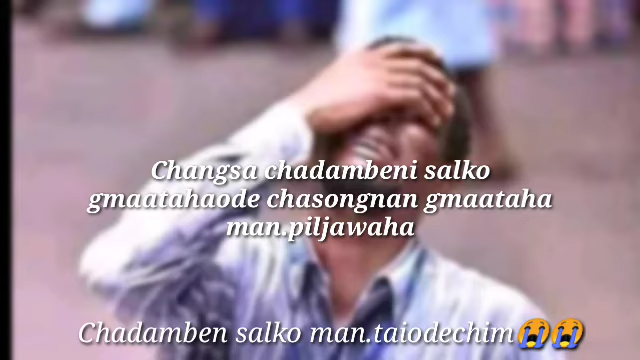 Changsa chadambeni salko
gmaatahaode chasongnan gmaataha
man.piljawaha
Chadamben salko man.taiodechim😭😭